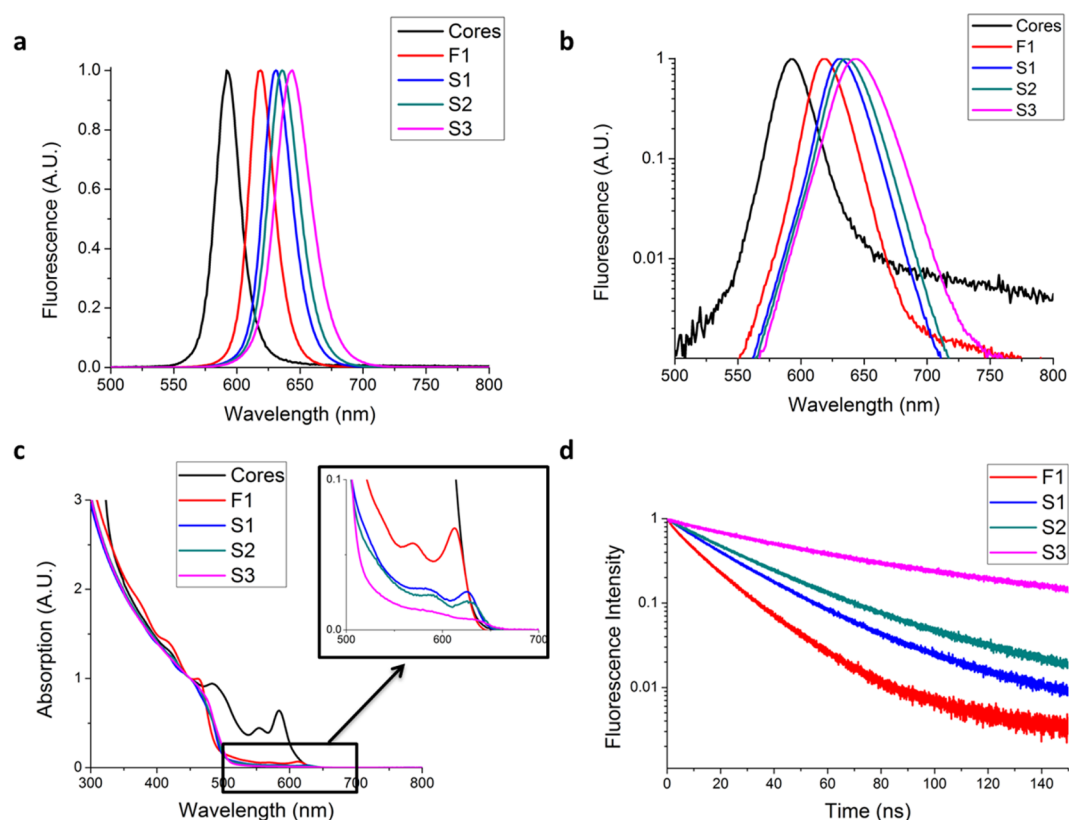 a
Cores
F1
S1
S2
S3
1.0
0.8
0.6
0.4
0.2
0.0
Fluorescence (A.U.)
500 550 600 650 700 750 800
Wavelength (nm)
b
Cores
F1
S1
S2
S3
1
0.1
0.01
Fluorescence (A.U.)
500 550 600 650 700 750 800
Wavelength (nm)
c
Cores
F1
S1
S2
S3
3
2
1
0
Absorption (A.U.)
300 400 500 600 700 800
Wavelength (nm)
0.1
0.0
500 600 700
d
F1
S1
S2
S3
1
0.1
0.01
Fluorescence Intensity
0 20 40 60 80 100 120 140
Time (ns)